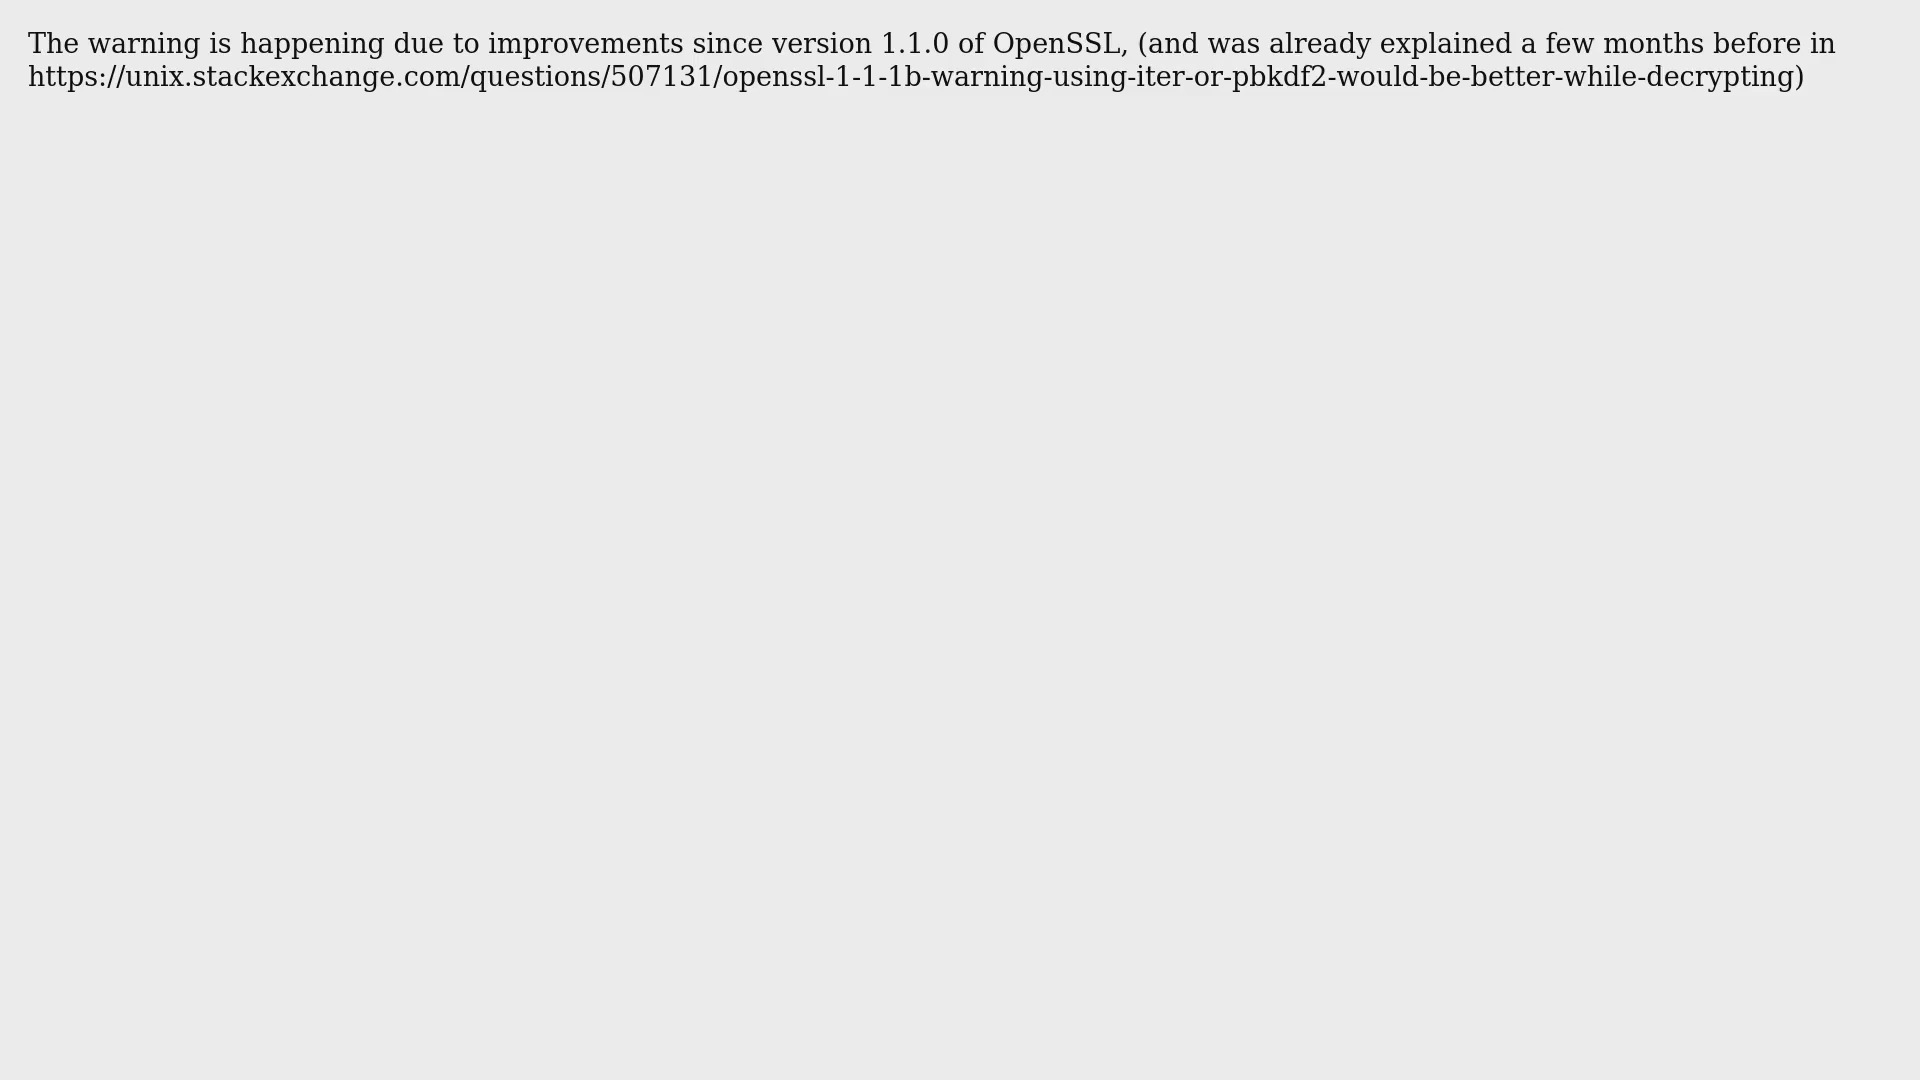 The warning is happening due to improvements since version 1.1.0 of OpenSSL, (and was already explained a few months before in
https://unix.stackexchange.com/questions/507131/openssl-1-1-1b-warning-using-iter-or-pbkdf2-would-be-better-while-decrypting)